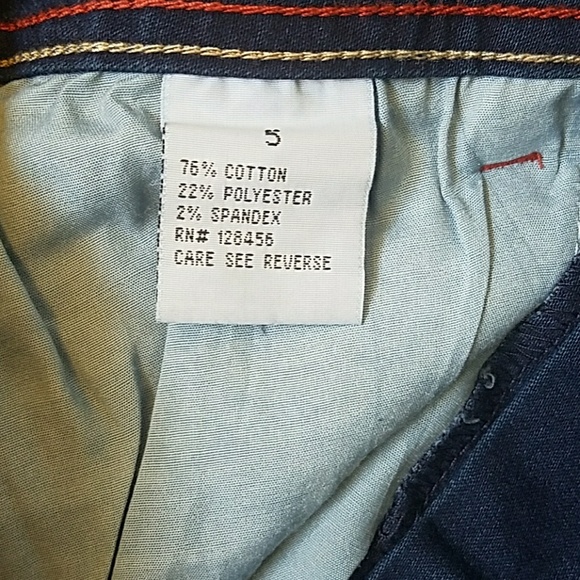 5
76% COTTON
22% POLYESTER
2% SPANDEX
RN# 128456
CARE SEE REVERSE